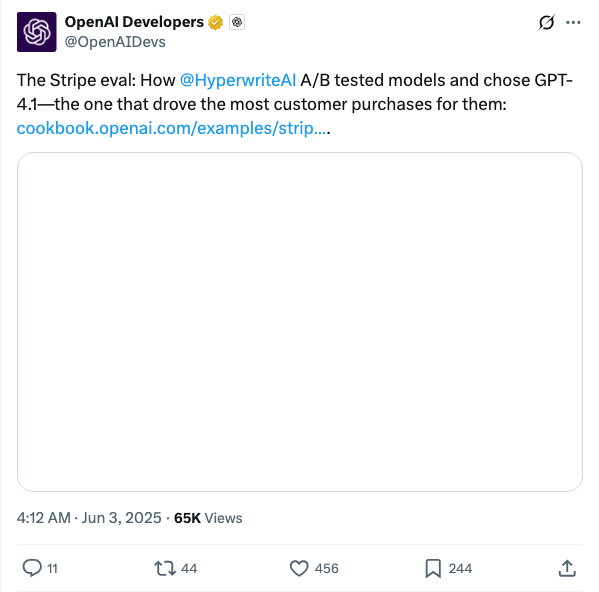 OpenAI Developers
@OpenAIDevs
The Stripe eval: How @HyperwriteAI A/B tested models and chose GPT-
4.1—the one that drove the most customer purchases for them:
cookbook.openai.com/examples/strip….
4:12 AM · Jun 3, 2025 · 65K Views
11 44 456 244